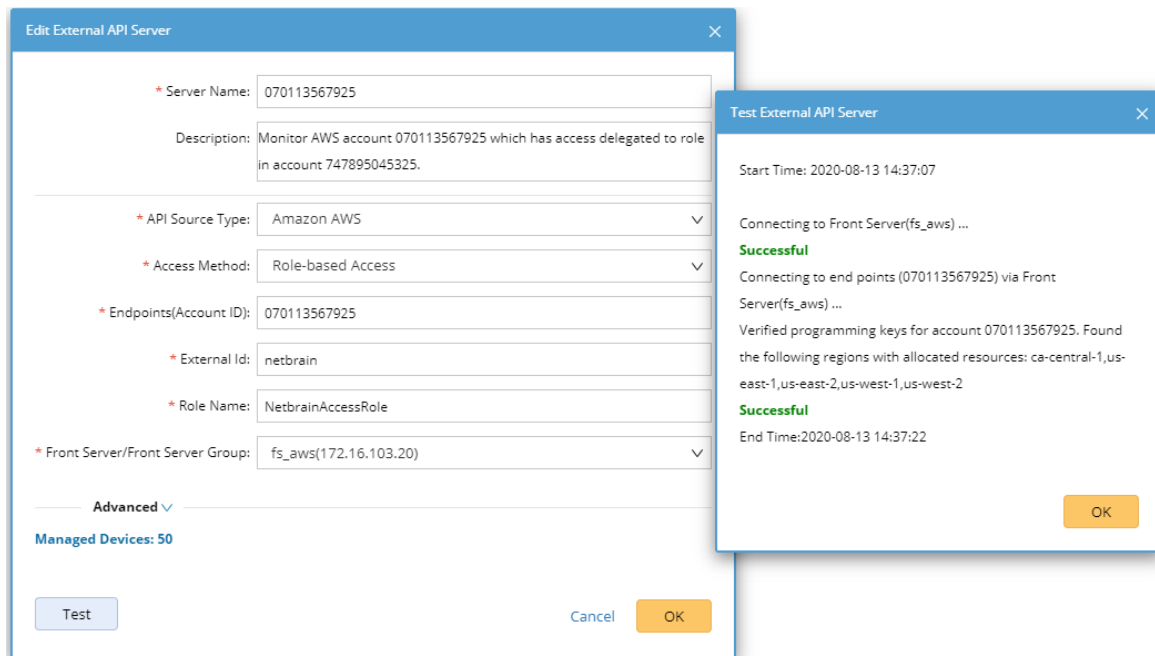 Edit External API Server
* Server Name: 070113567925
Description: Monitor AWS account 070113567925 which has access delegated to role
in account 747895045325.
* API Source Type: Amazon AWS
* Access Method: Role-based Access
* Endpoints(Account ID): 070113567925
* External Id: netbrain
* Role Name: NetbrainAccessRole
* Front Server/Front Server Group: fs_aws(172.16.103.20)
Advanced
Managed Devices: 50
Test
Cancel
OK
Test External API Server
Start Time: 2020-08-13 14:37:07
Connecting to Front Server(fs_aws) ...
Successful
Connecting to end points (070113567925) via Front
Server(fs_aws) ...
Verified programming keys for account 070113567925. Found
the following regions with allocated resources: ca-central-1,us-
east-1,us-east-2,us-west-1,us-west-2
Successful
End Time:2020-08-13 14:37:22
OK